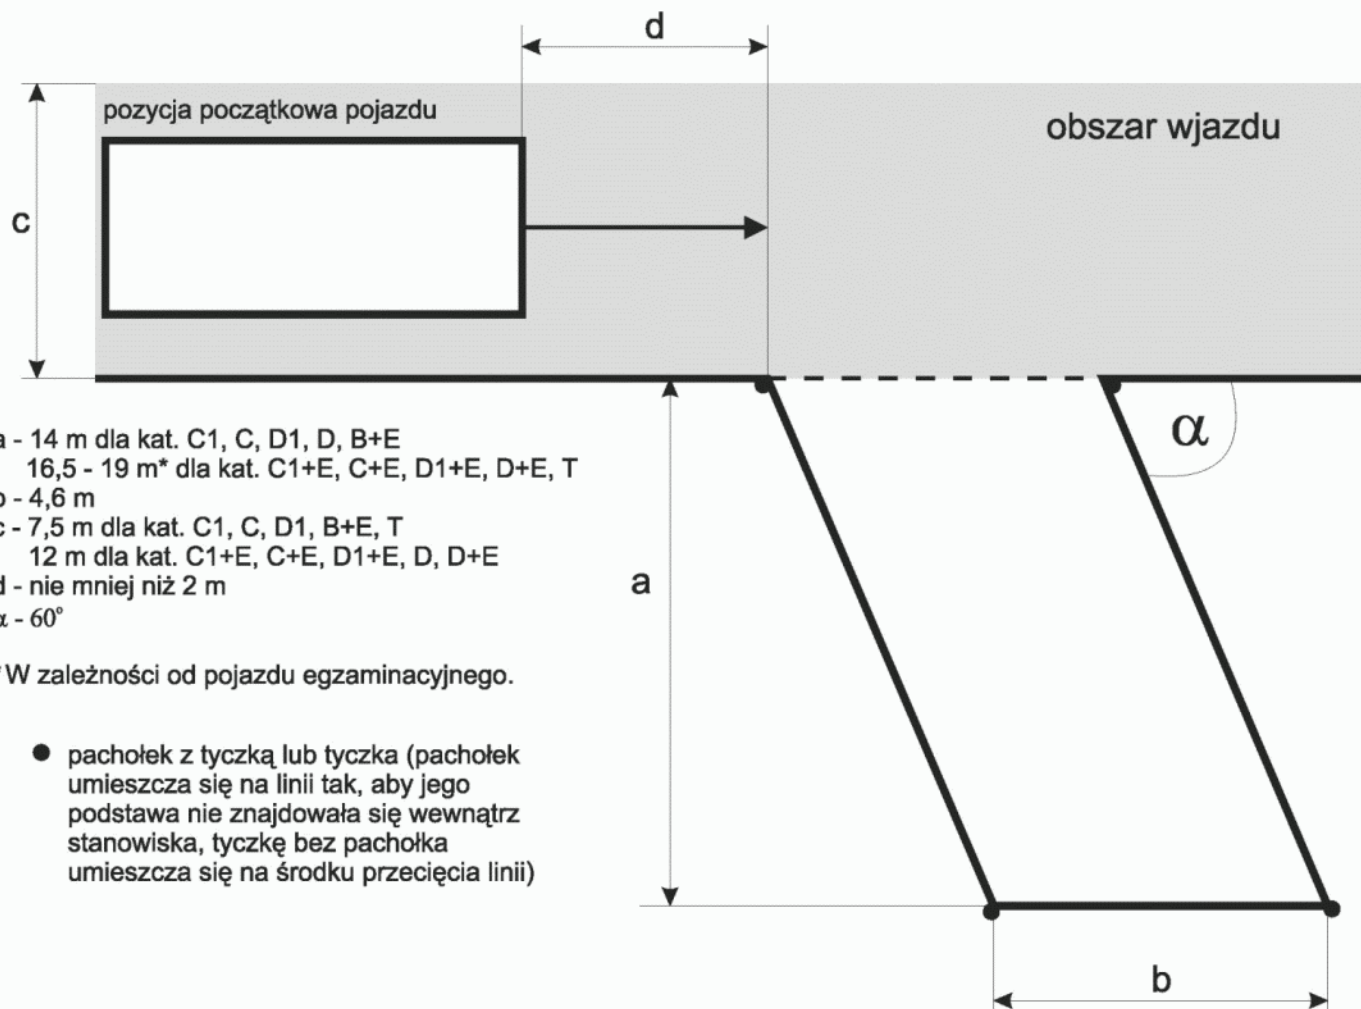 d
pozycja początkowa pojazdu
obszar wjazdu
c
α
a - 14 m dla kat. C1, C, D1, D, B+E
16,5 - 19 m* dla kat. C1+E, C+E, D1+E, D+E, T
b - 4,6 m
c - 7,5 m dla kat. C1, C, D1, B+E, T
12 m dla kat. C1+E, C+E, D1+E, D, D+E
d - nie mniej niż 2 m
α - 60°
a
* W zależności od pojazdu egzaminacyjnego.
pachołek z tyczką lub tyczka (pachołek
umieszcza się na linii tak, aby jego
podstawa nie znajdowała się wewnątrz
stanowiska, tyczkę bez pachołka
umieszcza się na środku przecięcia linii)
b